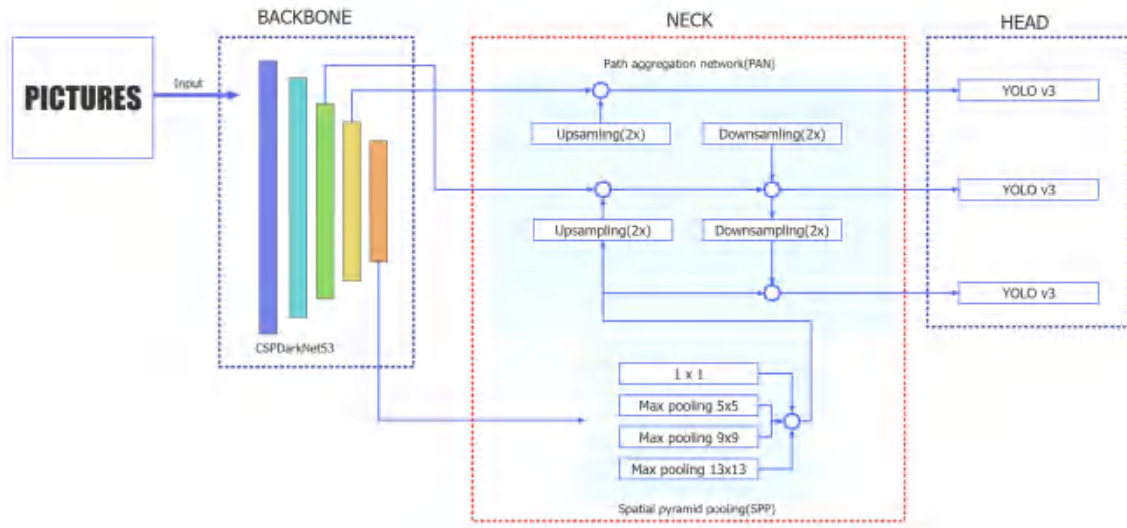 BACKBONE
NECK
HEAD
PICTURES
Input
Path aggregation network(PAN)
YOLO v3
Upsamling(2x)
Downsamling(2x)
YOLO v3
Upsampling(2x)
Downsampling(2x)
YOLO v3
CSPDarkNet53
1 x 1
Max pooling 5x5
Max pooling 9x9
Max pooling 13x13
Spatial pyramid pooling(SPP)